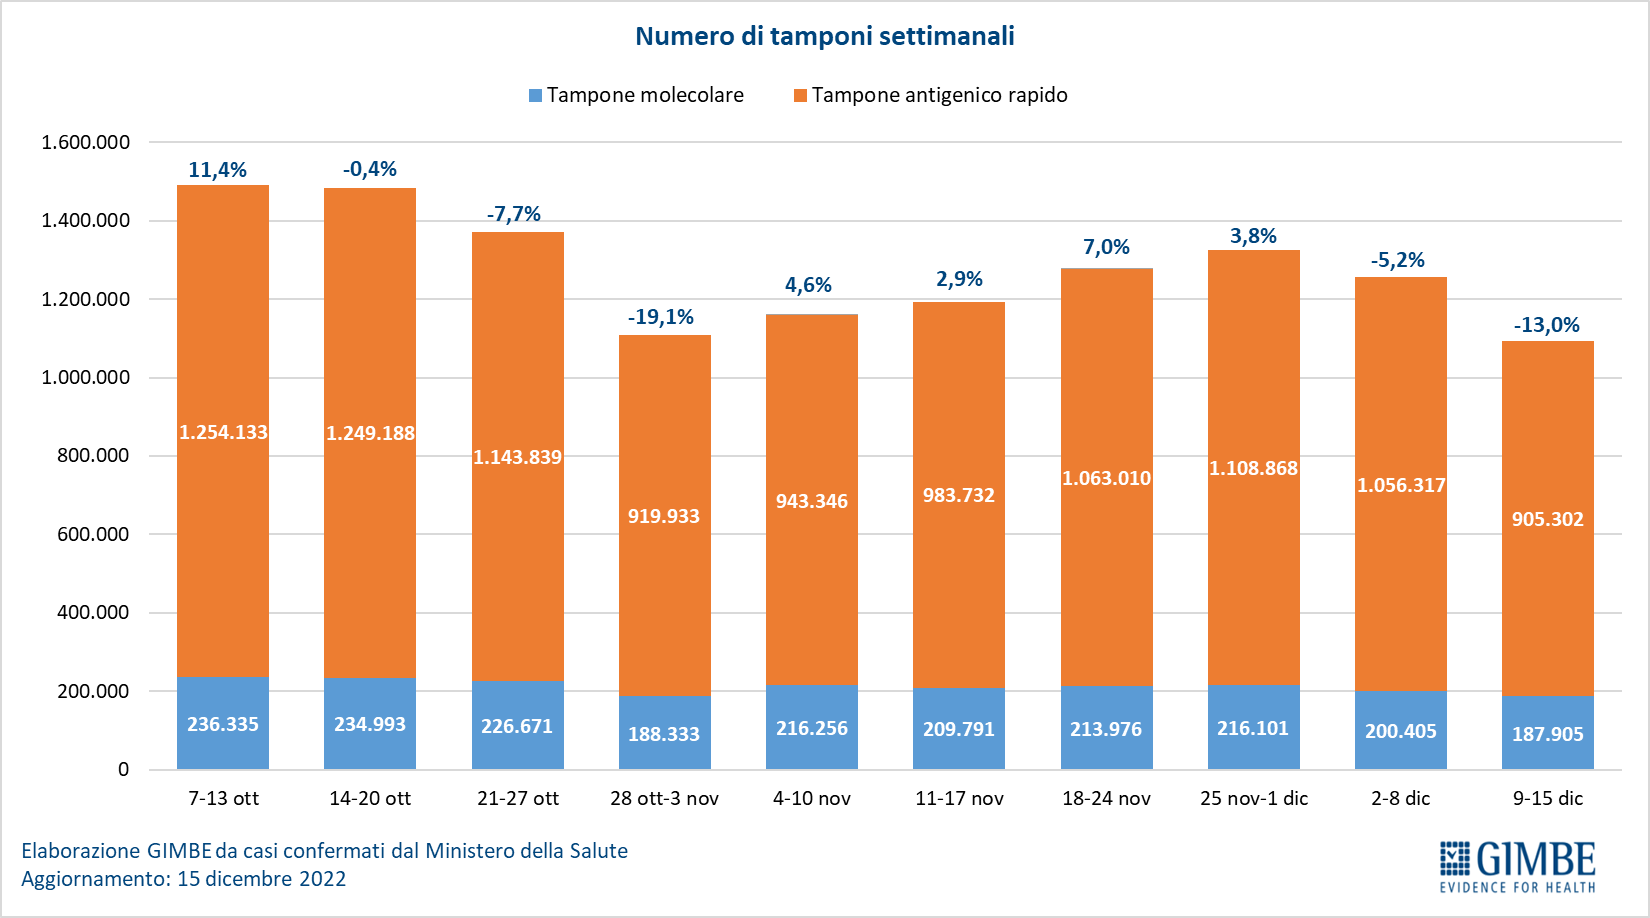 Numero di tamponi settimanali
Tampone molecolare Tampone antigenico rapido
1.600.000
1.400.000
1.200.000
1.000.000
800.000
600.000
400.000
200.000
0
11,4% -0,4% -7,7% -19,1% 4,6% 2,9% 7,0% 3,8% -5,2% -13,0%
1.254.133 1.249.188 1.143.839 919.933 943.346 983.732 1.063.010 1.108.868 1.056.317 905.302
236.335 234.993 226.671 188.333 216.256 209.791 213.976 216.101 200.405 187.905
7-13 ott 14-20 ott 21-27 ott 28 ott-3 nov 4-10 nov 11-17 nov 18-24 nov 25 nov-1 dic 2-8 dic 9-15 dic
Elaborazione GIMBE da casi confermati dal Ministero della Salute
Aggiornamento: 15 dicembre 2022
GIMBE
EVIDENCE FOR HEALTH